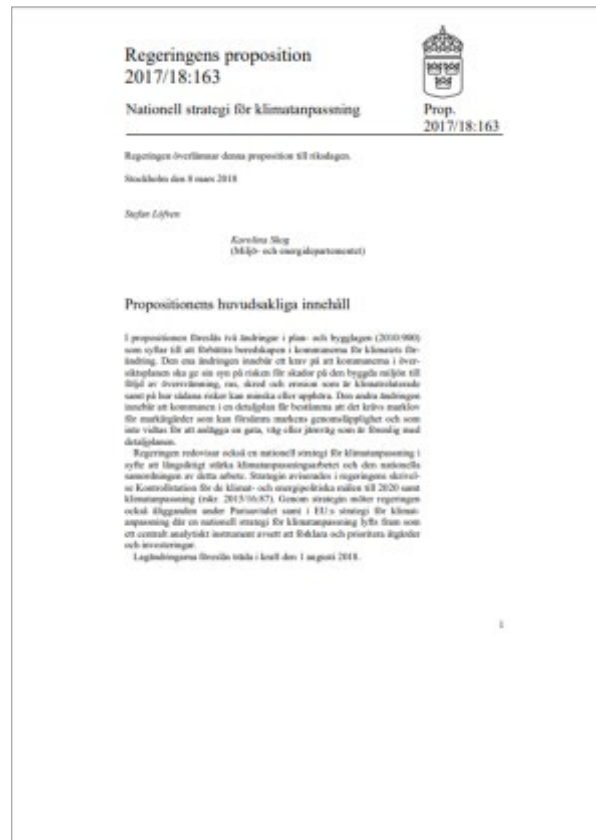 Regeringens proposition
2017/18:163
Nationell strategi för klimatanpassning
Prop.
2017/18:163
Regeringen överlämnar denna proposition till riksdagen.
Stockholm den 8 mars 2018
Stefan Löfven
Karolina Skog
(Miljö- och energidepartementet)
Propositionens huvudsakliga innehåll
I propositionen föreslås två ändringar i plan- och bygglagen (2010:900)
som syftar till att förbättra beredskapen i kommunerna för klimatets för-
ändring. Den ena ändringen innebär ett krav på att kommunerna i över-
siktsplanen ska ge sin syn på risken för skador på den byggda miljön till
följd av översvämning, ras, skred och erosion som är klimatrelaterade
samt på hur sådana risker kan minska eller upphöra. Den andra ändringen
innebär att kommunen i en detaljplan får bestämma att det krävs marklov
för markåtgärder som kan försämra markens genomsläpplighet och som
inte vidtas för att anlägga en gata, väg eller järnväg som är förenlig med
detaljplanen.
Regeringen redovisar också en nationell strategi för klimatanpassning i
syfte att långsiktigt stärka klimatanpassningsarbetet och den nationella
samordningen av detta arbete. Strategin aviserades i regeringens skrivel-
se Kontrollstation för de klimat- och energipolitiska målen till 2020 samt
klimatanpassning (skr. 2015/16:87). Genom strategin möter regeringen
också åtaganden under Parisavtalet samt i EU:s strategi för klimat-
anpassning där en nationell strategi för klimatanpassning lyfts fram som
ett centralt analytiskt instrument avsett att förklara och prioritera åtgärder
och investeringar.
Lagändringarna föreslås träda i kraft den 1 augusti 2018.
1